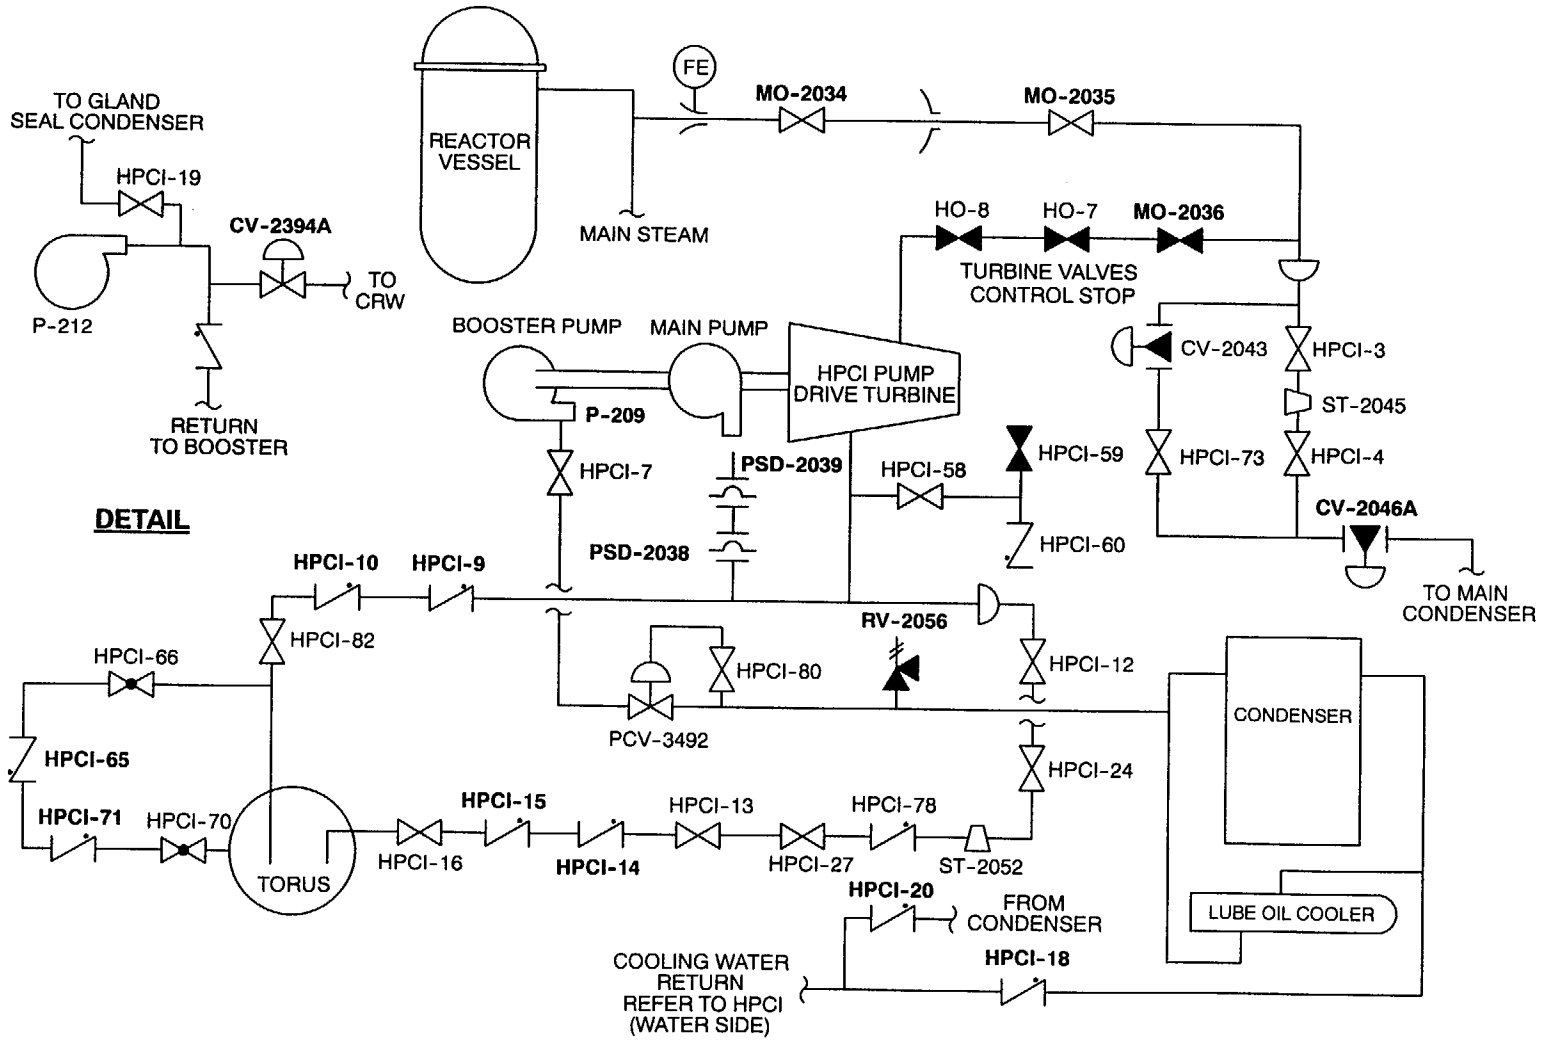 FE
MO-2034
MO-2035
TO GLAND
SEAL CONDENSER
REACTOR
VESSEL
HPCI-19
CV-2394A
MAIN STEAM
HO-8
HO-7
MO-2036
TURBINE VALVES
CONTROL STOP
TO
CRW
P-212
BOOSTER PUMP
MAIN PUMP
HPCI PUMP
DRIVE TURBINE
CV-2043
HPCI-3
ST-2045
P-209
RETURN
TO BOOSTER
HPCI-7
PSD-2039
HPCI-58
HPCI-59
HPCI-73
HPCI-4
DETAIL
CV-2046A
PSD-2038
HPCI-60
HPCI-10
HPCI-9
TO MAIN
CONDENSER
HPCI-82
RV-2056
HPCI-66
HPCI-80
HPCI-12
PCV-3492
CONDENSER
HPCI-65
HPCI-24
HPCI-71
HPCI-70
HPCI-15
HPCI-13
HPCI-78
HPCI-16
HPCI-14
HPCI-27
ST-2052
TORUS
HPCI-20
FROM
CONDENSER
LUBE OIL COOLER
HPCI-18
COOLING WATER
RETURN
REFER TO HPCI
(WATER SIDE)